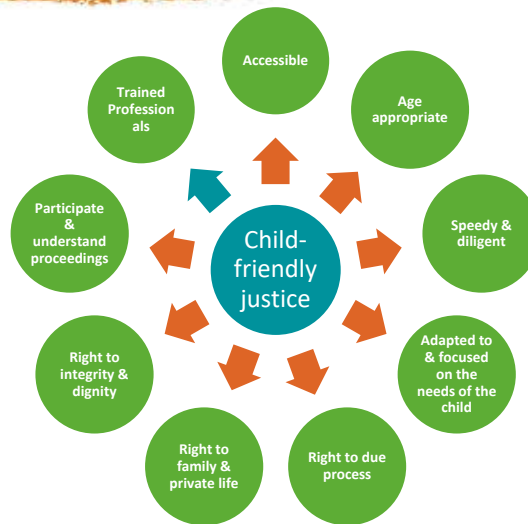 Accessible
Age
appropriate
Speedy &
diligent
Adapted to
& focused
on the
needs of the
child
Right to due
process
Right to
family &
private life
Right to
integrity &
dignity
Participate
&
understand
proceedings
Trained
Profession
als
Child-
friendly
justice